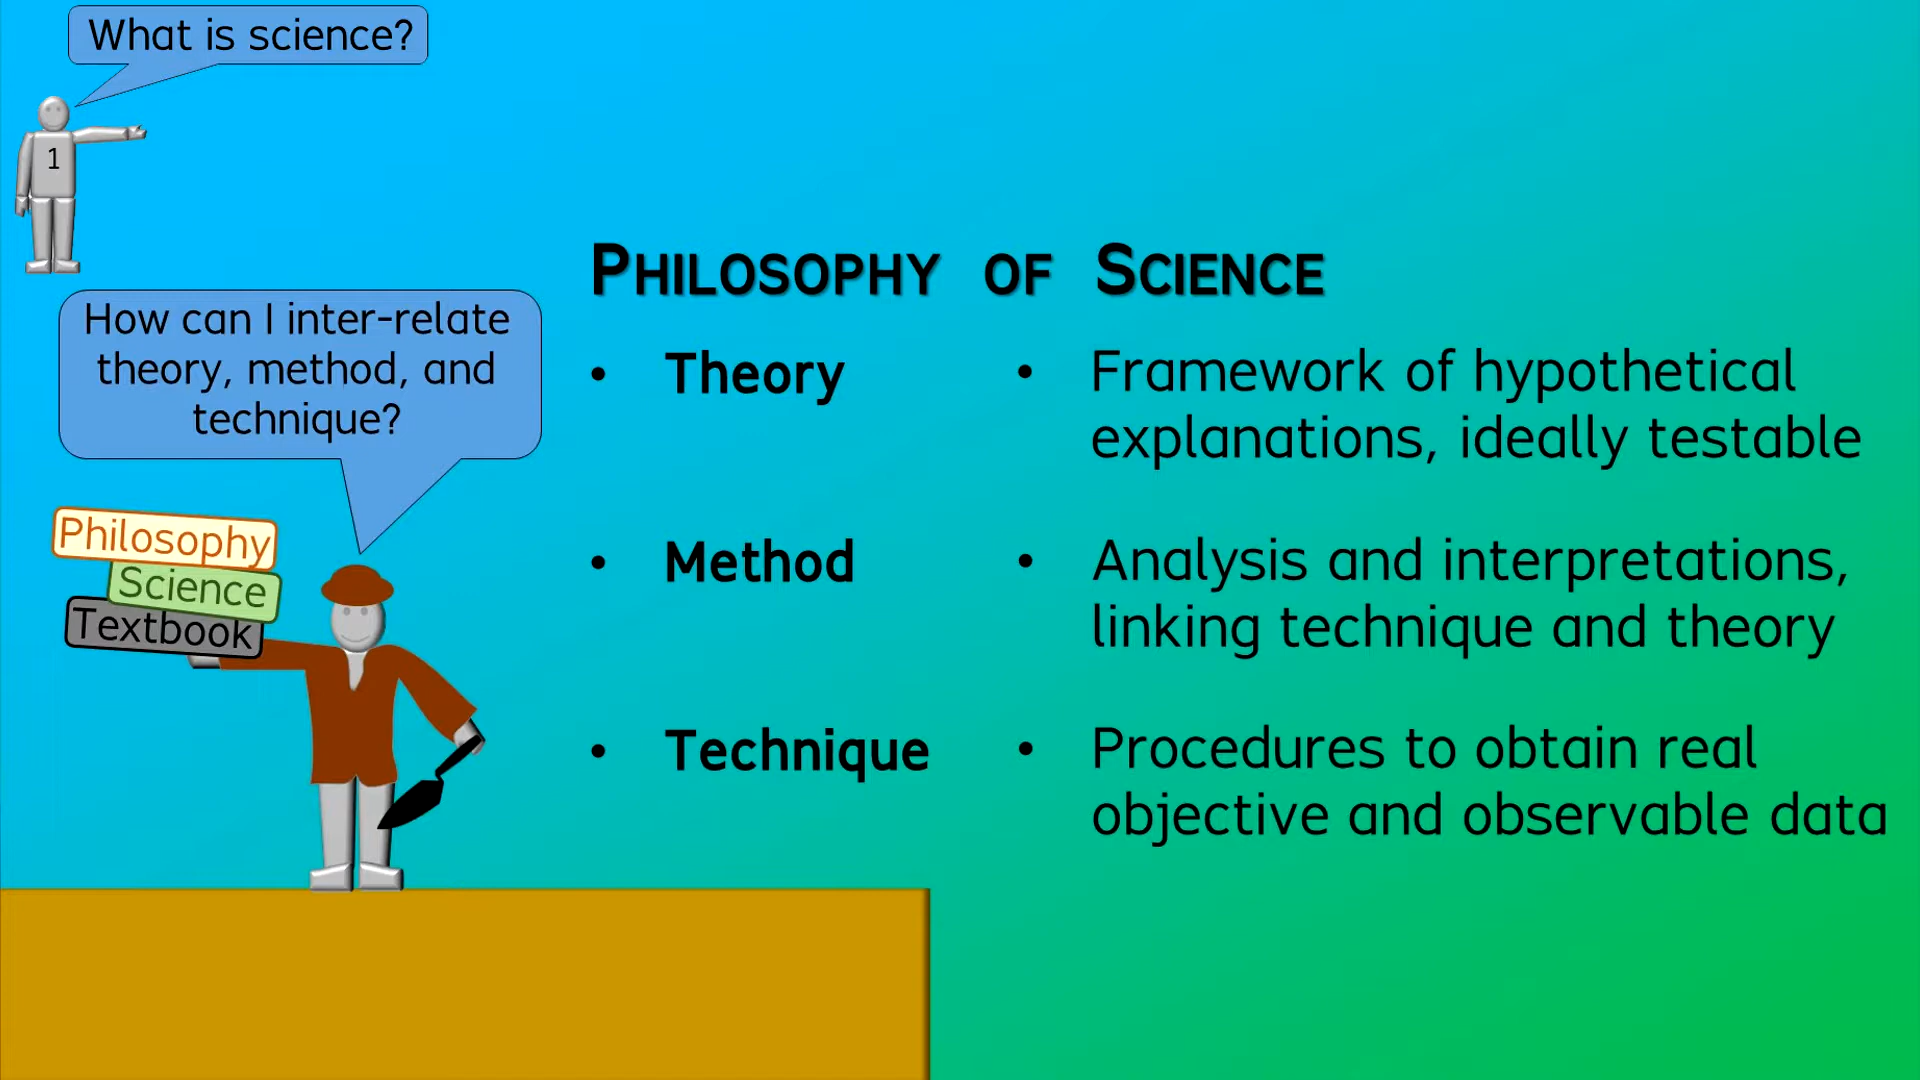 What is science?
1
How can I inter-relate
theory, method, and
technique?
Philosophy
Science
Textbook
PHILOSOPHY OF SCIENCE
• Theory
• Framework of hypothetical
explanations, ideally testable
• Method
• Analysis and interpretations,
linking technique and theory
• Technique
• Procedures to obtain real
objective and observable data